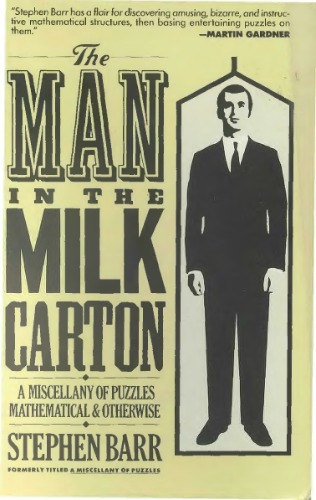 "Stephen Barr has a flair for discovering amusing, bizarre, and instruc-
tive mathematical structures, then basing entertaining puzzles on
them."
—MARTIN GARDNER
The
MAN
IN THE
MILK
CARTON
A MISCELLANY OF PUZZLES
MATHEMATICAL & OTHERWISE
STEPHEN BARR
FORMERLY TITLED A MISCELLANY OF PUZZLES